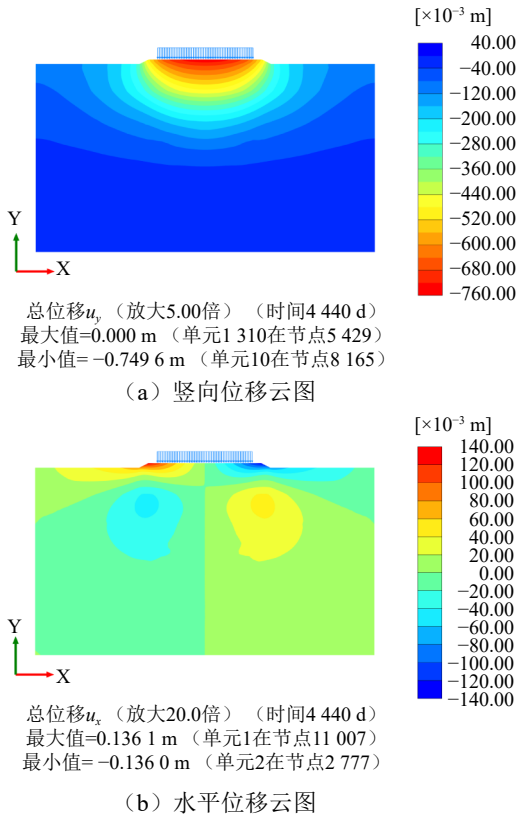 [×10⁻³ m]
40.00
−40.00
−120.00
−200.00
−280.00
−360.00
−440.00
−520.00
−600.00
−680.00
−760.00
Y
X
总位移uy （放大5.00倍）（时间4 440 d）
最大值=0.000 m （单元1 310在节点5 429）
最小值= −0.749 6 m （单元10在节点8 165）
（a）竖向位移云图
[×10⁻³ m]
140.00
120.00
100.00
80.00
60.00
40.00
20.00
0.00
−20.00
−40.00
−60.00
−80.00
−100.00
−120.00
−140.00
Y
X
总位移ux （放大20.0倍）（时间4 440 d）
最大值=0.136 1 m （单元1在节点11 007）
最小值= −0.136 0 m （单元2在节点2 777）
（b）水平位移云图